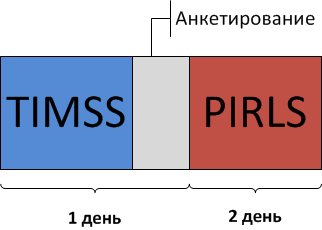 Анкетирование
TIMSS
PIRLS
1 день
2 день